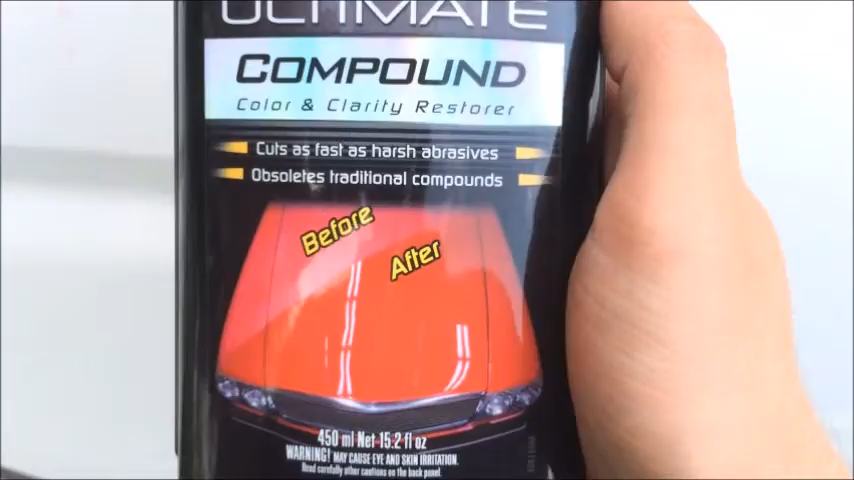 ULTIMATE
COMPOUND
Color & Clarity Restorer
Cuts as fast as harsh abrasives
Obsoletes traditional compounds
Before
After
450 ml Net 15.2 fl oz
WARNING! MAY CAUSE EYE AND SKIN IRRITATION.
Read carefully other cautions on the back panel.